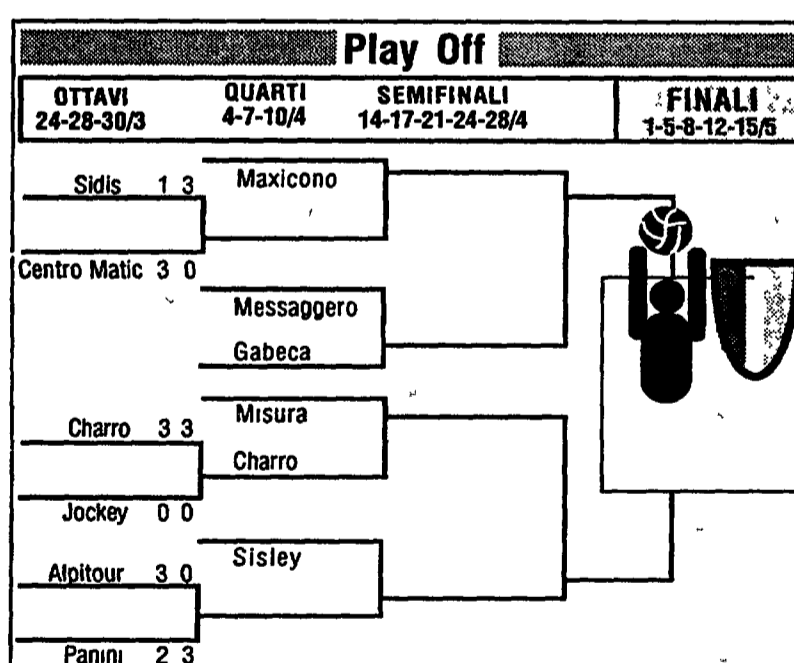 Play Off
OTTAVI
24-28-30/3
QUARTI
4-7-10/4
SEMIFINALI
14-17-21-24-28/4
FINALI
1-5-8-12-15/5
Sidis 1 3
Centro Matic 3 0
Maxicono
Messaggero
Gabeca
Charro 3 3
Jockey 0 0
Misura
Charro
Alpitour 3 0
Panini 2 3
Sisley